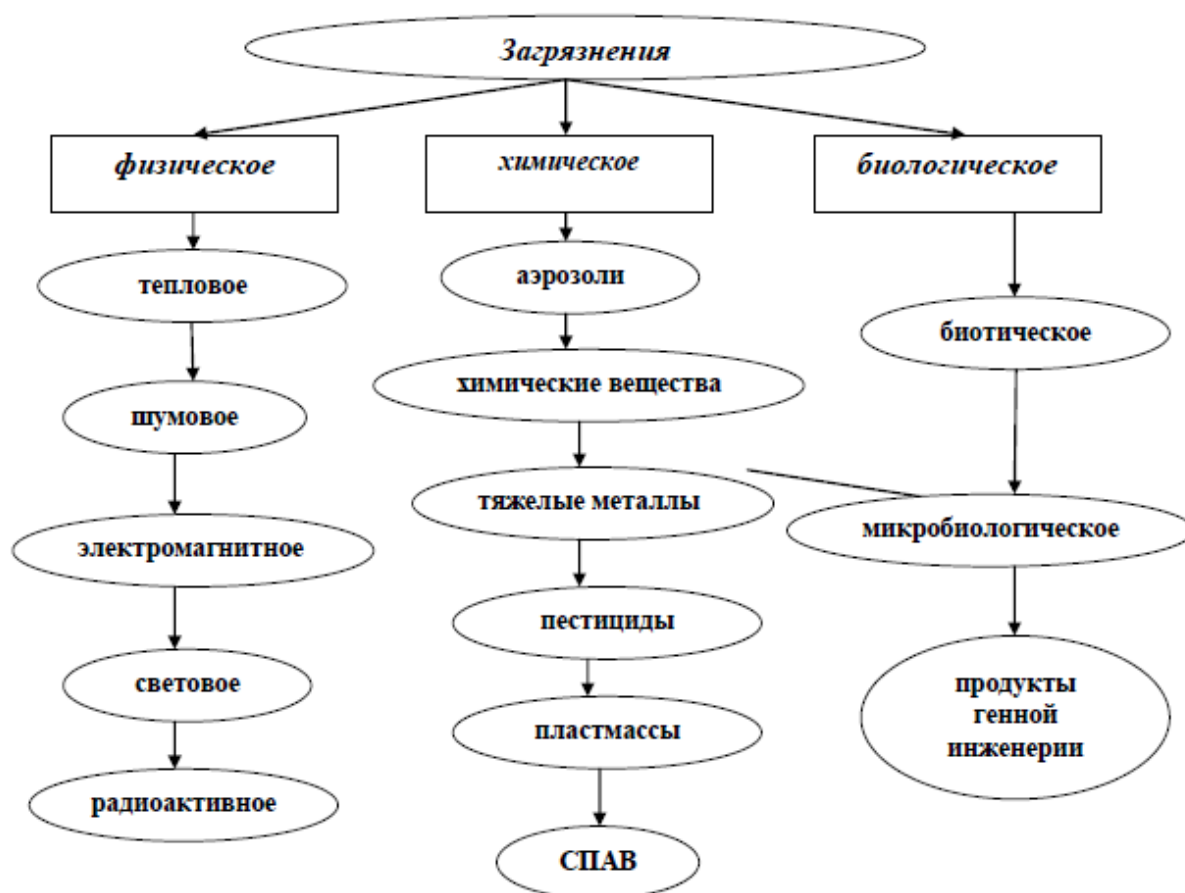 Загрязнения
физическое
химическое
биологическое
тепловое
шумовое
электромагнитное
световое
радиоактивное
аэрозоли
химические вещества
тяжелые металлы
пестициды
пластмассы
СПАВ
биотическое
микробиологическое
продукты
генной
инженерии